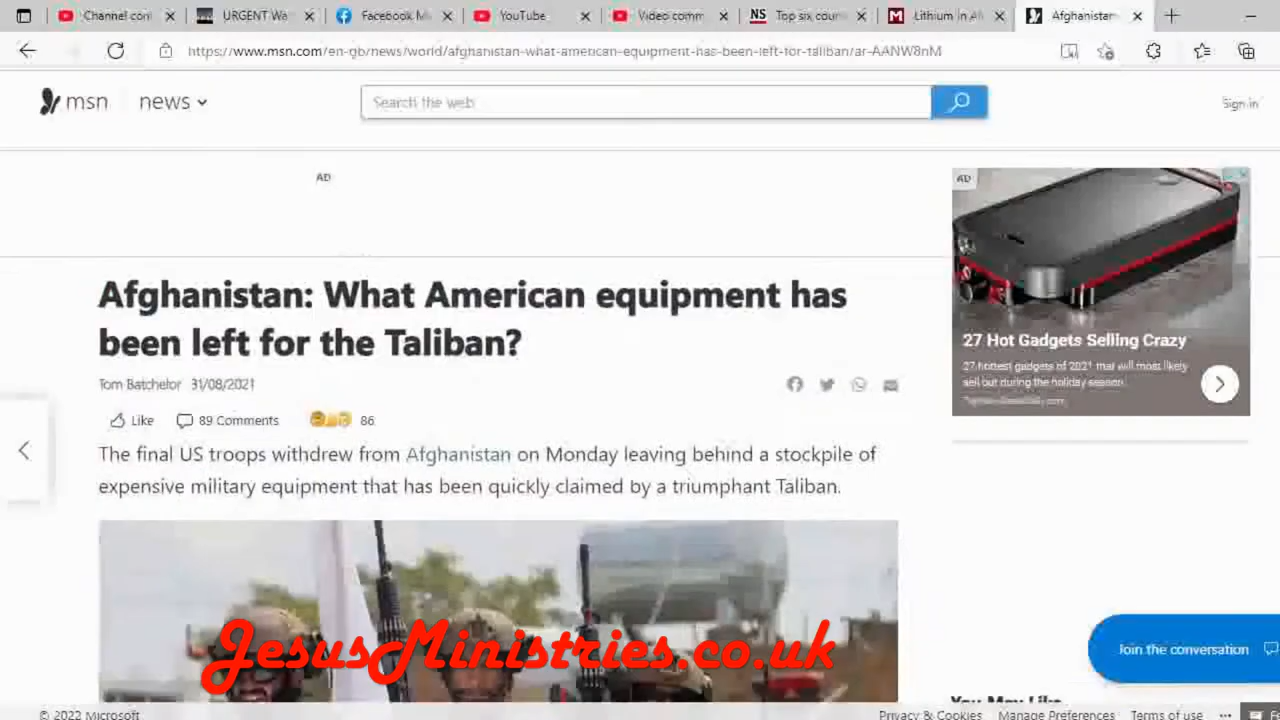 Channel cont
URGENT Wa
Facebook M
YouTube
Video comm
NS Top six coun
M Lithium in Af
Afghanistan
https://www.msn.com/en-gb/news/world/afghanistan-what-american-equipment-has-been-left-for-taliban/ar-AANW8nM
msn news
Search the web
Sign in
AD
AD
Afghanistan: What American equipment has
been left for the Taliban?
27 Hot Gadgets Selling Crazy
27 hottest gadgets of 2021 that will most likely
sell out during the holiday season.
Tom Batchelor 31/08/2021
Like 89 Comments 86
The final US troops withdrew from Afghanistan on Monday leaving behind a stockpile of
expensive military equipment that has been quickly claimed by a triumphant Taliban.
JesusMinistries.co.uk
Join the conversation
You May Like
© 2022 Microsoft
Privacy & Cookies Manage Preferences Terms of use ...